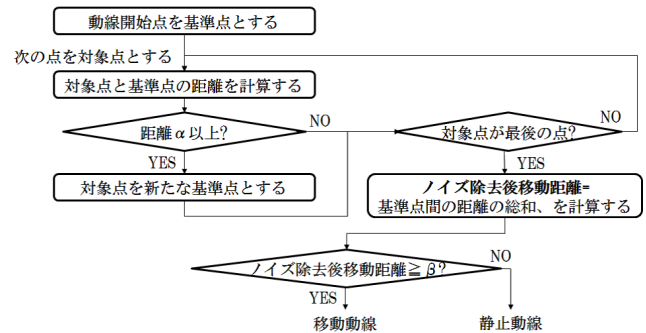 動線開始点を基準点とする
次の点を対象点とする
対象点と基準点の距離を計算する
距離α以上?
NO
YES
対象点を新たな基準点とする
対象点が最後の点?
NO
YES
ノイズ除去後移動距離=
基準点間の距離の総和、を計算する
ノイズ除去後移動距離≧β?
NO
YES
移動動線
静止動線